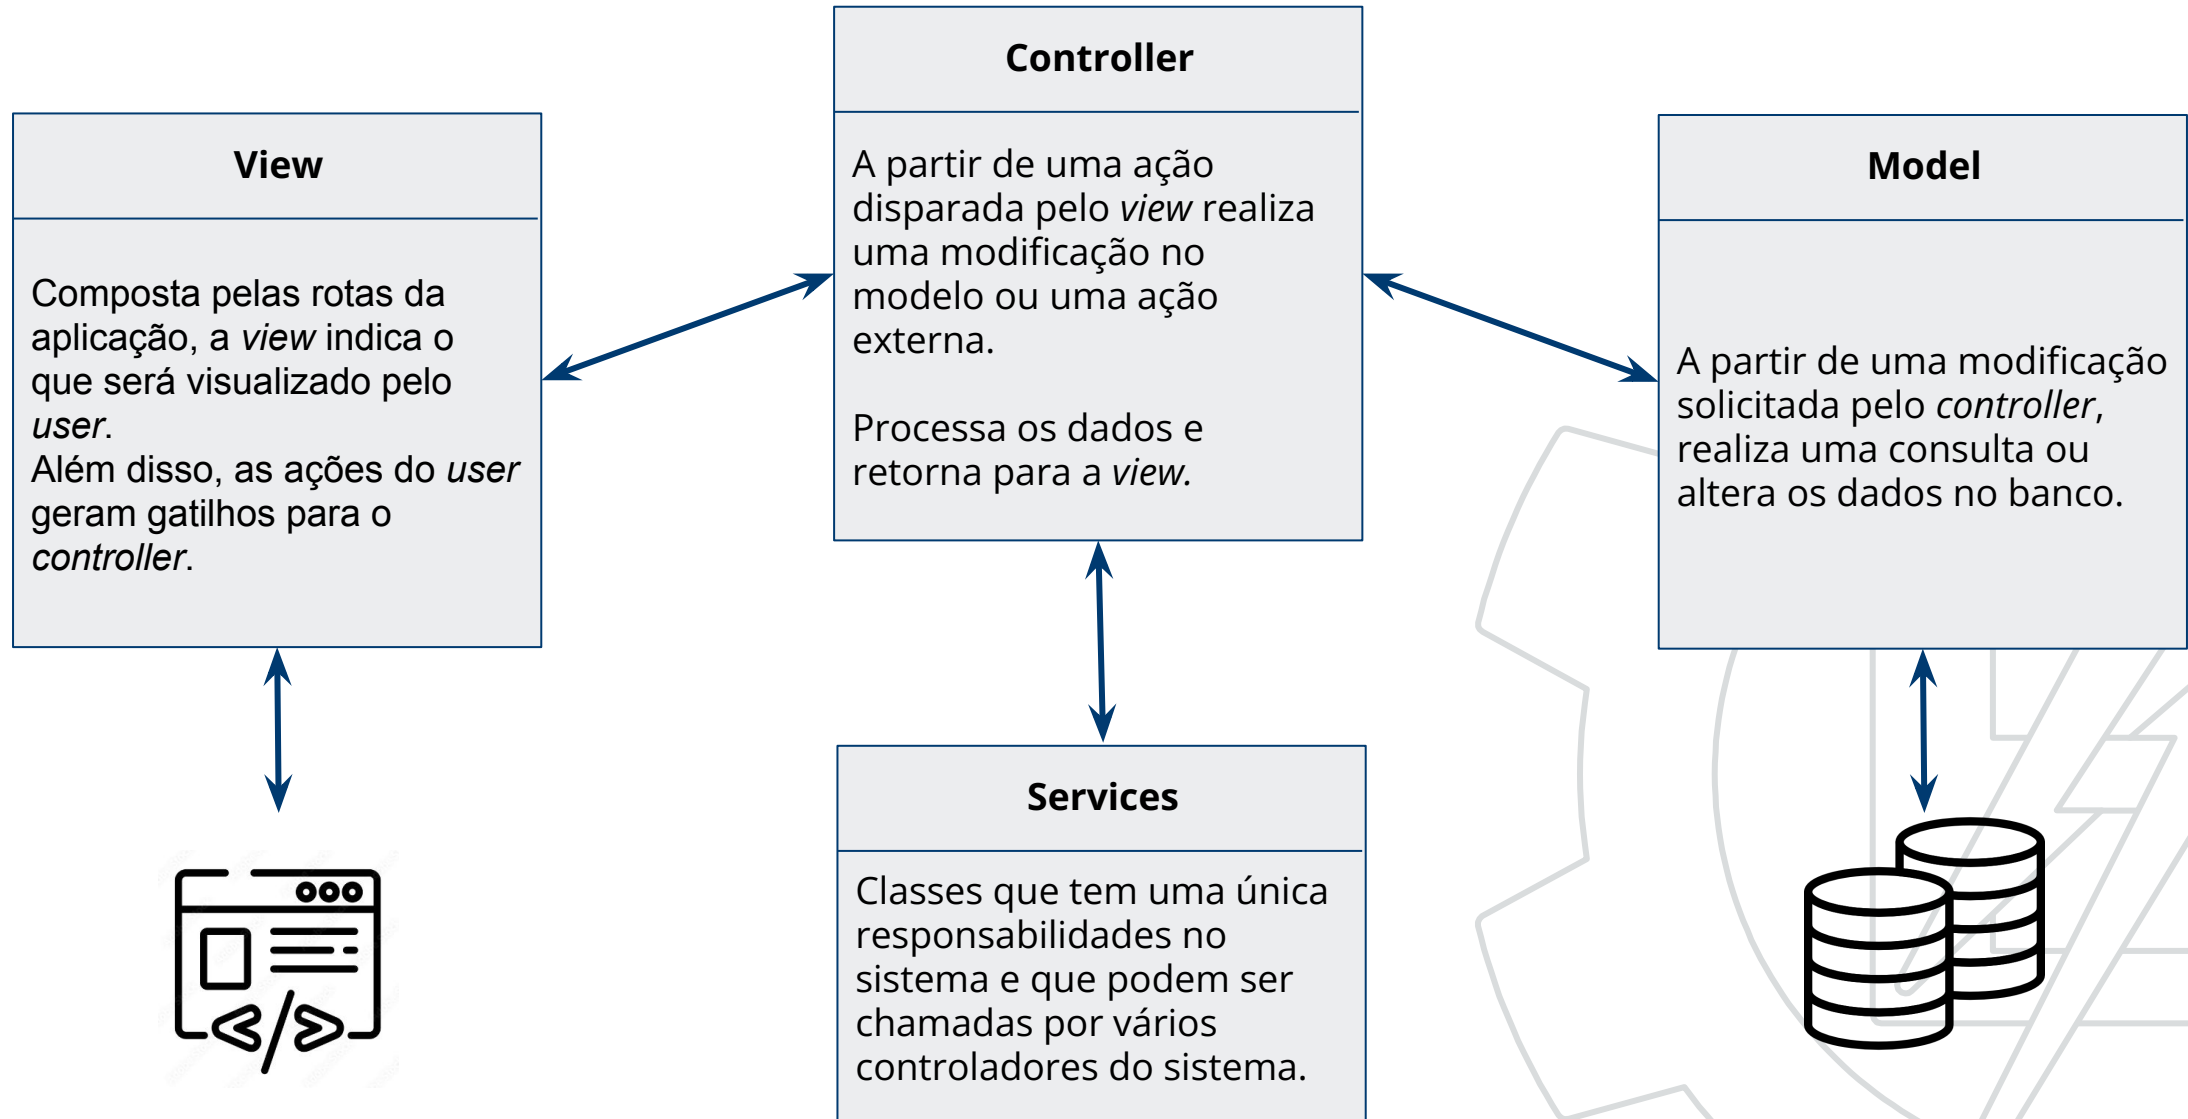 View
Composta pelas rotas da
aplicação, a view indica o
que será visualizado pelo
user.
Além disso, as ações do user
geram gatilhos para o
controller.
Controller
A partir de uma ação
disparada pelo view realiza
uma modificação no
modelo ou uma ação
externa.
Processa os dados e
retorna para a view.
Model
A partir de uma modificação
solicitada pelo controller,
realiza uma consulta ou
altera os dados no banco.
Services
Classes que tem uma única
responsabilidades no
sistema e que podem ser
chamadas por vários
controladores do sistema.